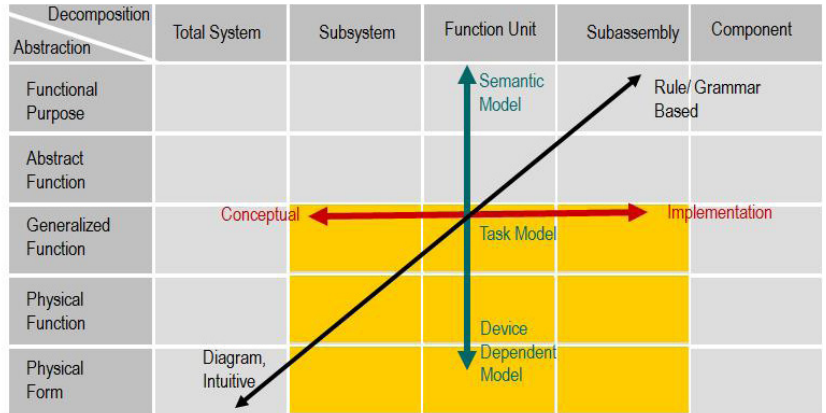 Decomposition
Abstraction
Total System
Subsystem
Function Unit
Subassembly
Component
Functional
Purpose
Semantic
Model
Rule/ Grammar
Based
Abstract
Function
Generalized
Function
Conceptual
Task Model
Implementation
Physical
Function
Physical
Form
Diagram,
Intuitive
Device
Dependent
Model